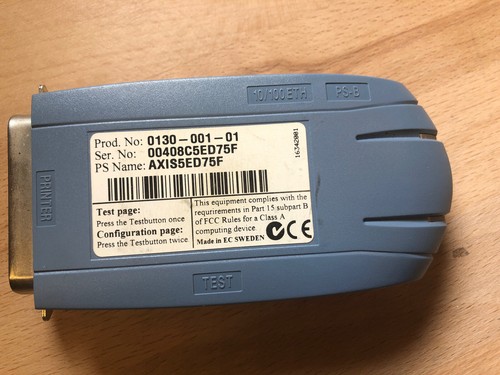 10/100 ETH
PS-B
Prod. No: 0130-001-01
Ser. No: 00408C5ED75F
PS Name: AXIS5ED75F
16342001
PRINTER
Test page:
Press the Testbutton once
Configuration page:
Press the Testbutton twice
This equipment complies with the
requirements in Part 15 subpart B
of FCC Rules for a Class A
computing device
Made in EC SWEDEN
CE
TEST